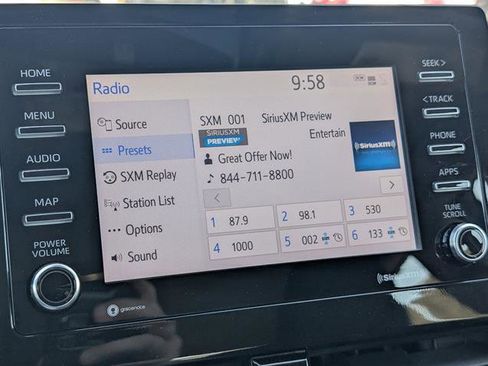 HOME
MENU
AUDIO
MAP
POWER
VOLUME
gracenote
Radio
9:58
Source
Presets
SXM Replay
Station List
Options
Sound
SXM 001 SiriusXM Preview
SIRIUSXM
PREVIEW
Entertain
Great Offer Now!
844-711-8800
SiriusXM
1 87.9
2 98.1
3 530
4 1000
5 002
6 133
SEEK >
< TRACK
PHONE
APPS
TUNE
SCROLL
SiriusXM